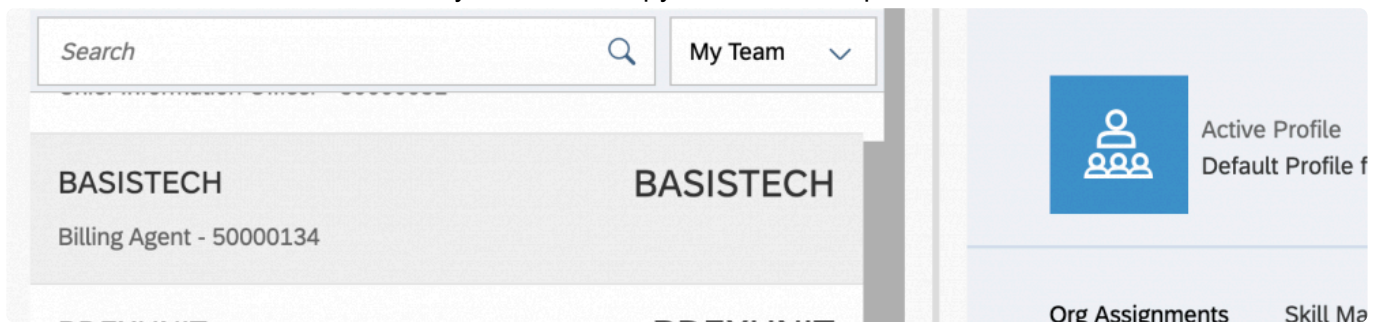 Search
My Team
BASISTECH
BASISTECH
Billing Agent - 50000134
Active Profile
Default Profile f
Org Assignments
Skill Ma